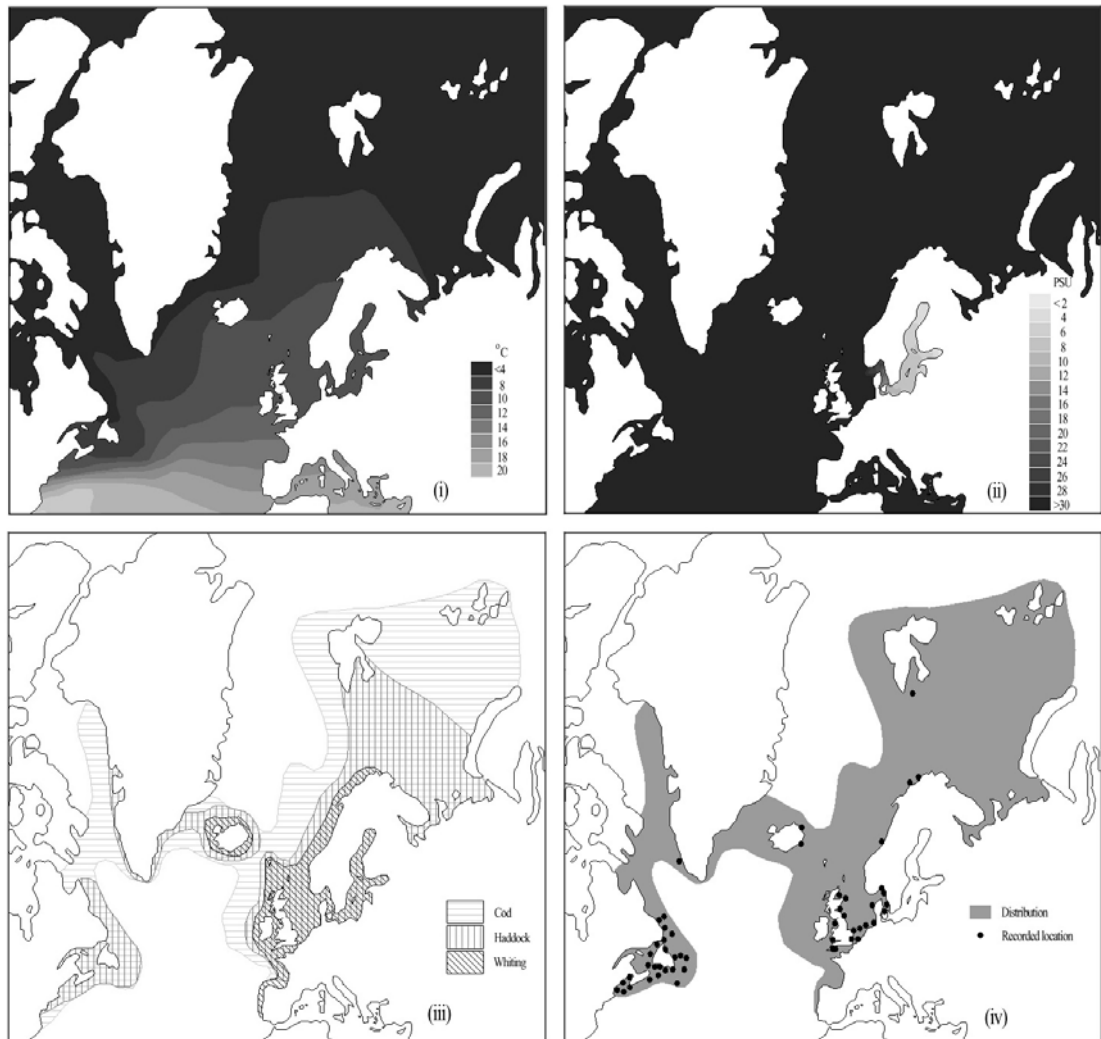 °C
<4
8
10
12
14
16
18
20
(i)
PSU
<2
4
6
8
10
12
14
16
18
20
22
24
26
28
>30
(ii)
Cod
Haddock
Whiting
(iii)
Distribution
Recorded location
(iv)